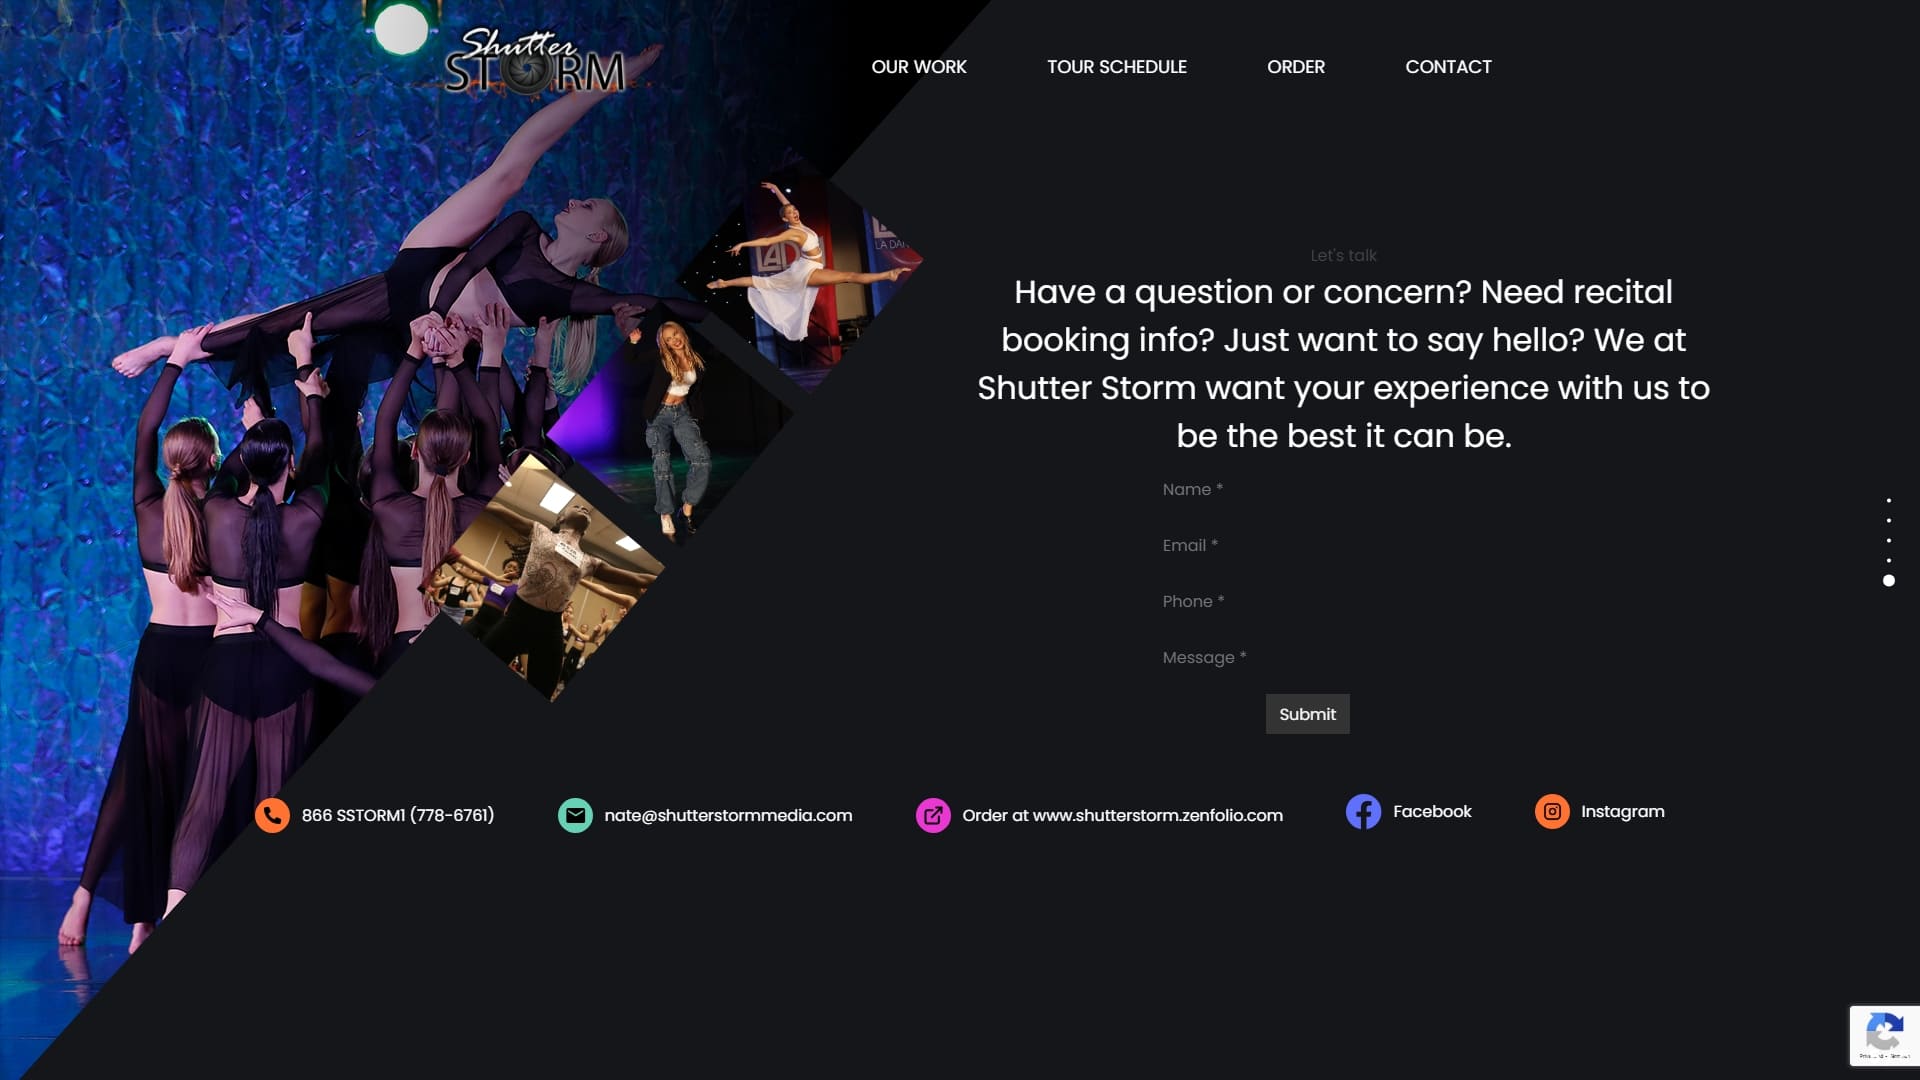 Shutter
STORM
OUR WORK
TOUR SCHEDULE
ORDER
CONTACT
LA DAN
Let's talk
Have a question or concern? Need recital
booking info? Just want to say hello? We at
Shutter Storm want your experience with us to
be the best it can be.
Name *
Email *
Phone *
Message *
Submit
866 SSTORM1 (778-6761)
nate@shutterstormmedia.com
Order at www.shutterstorm.zenfolio.com
Facebook
Instagram